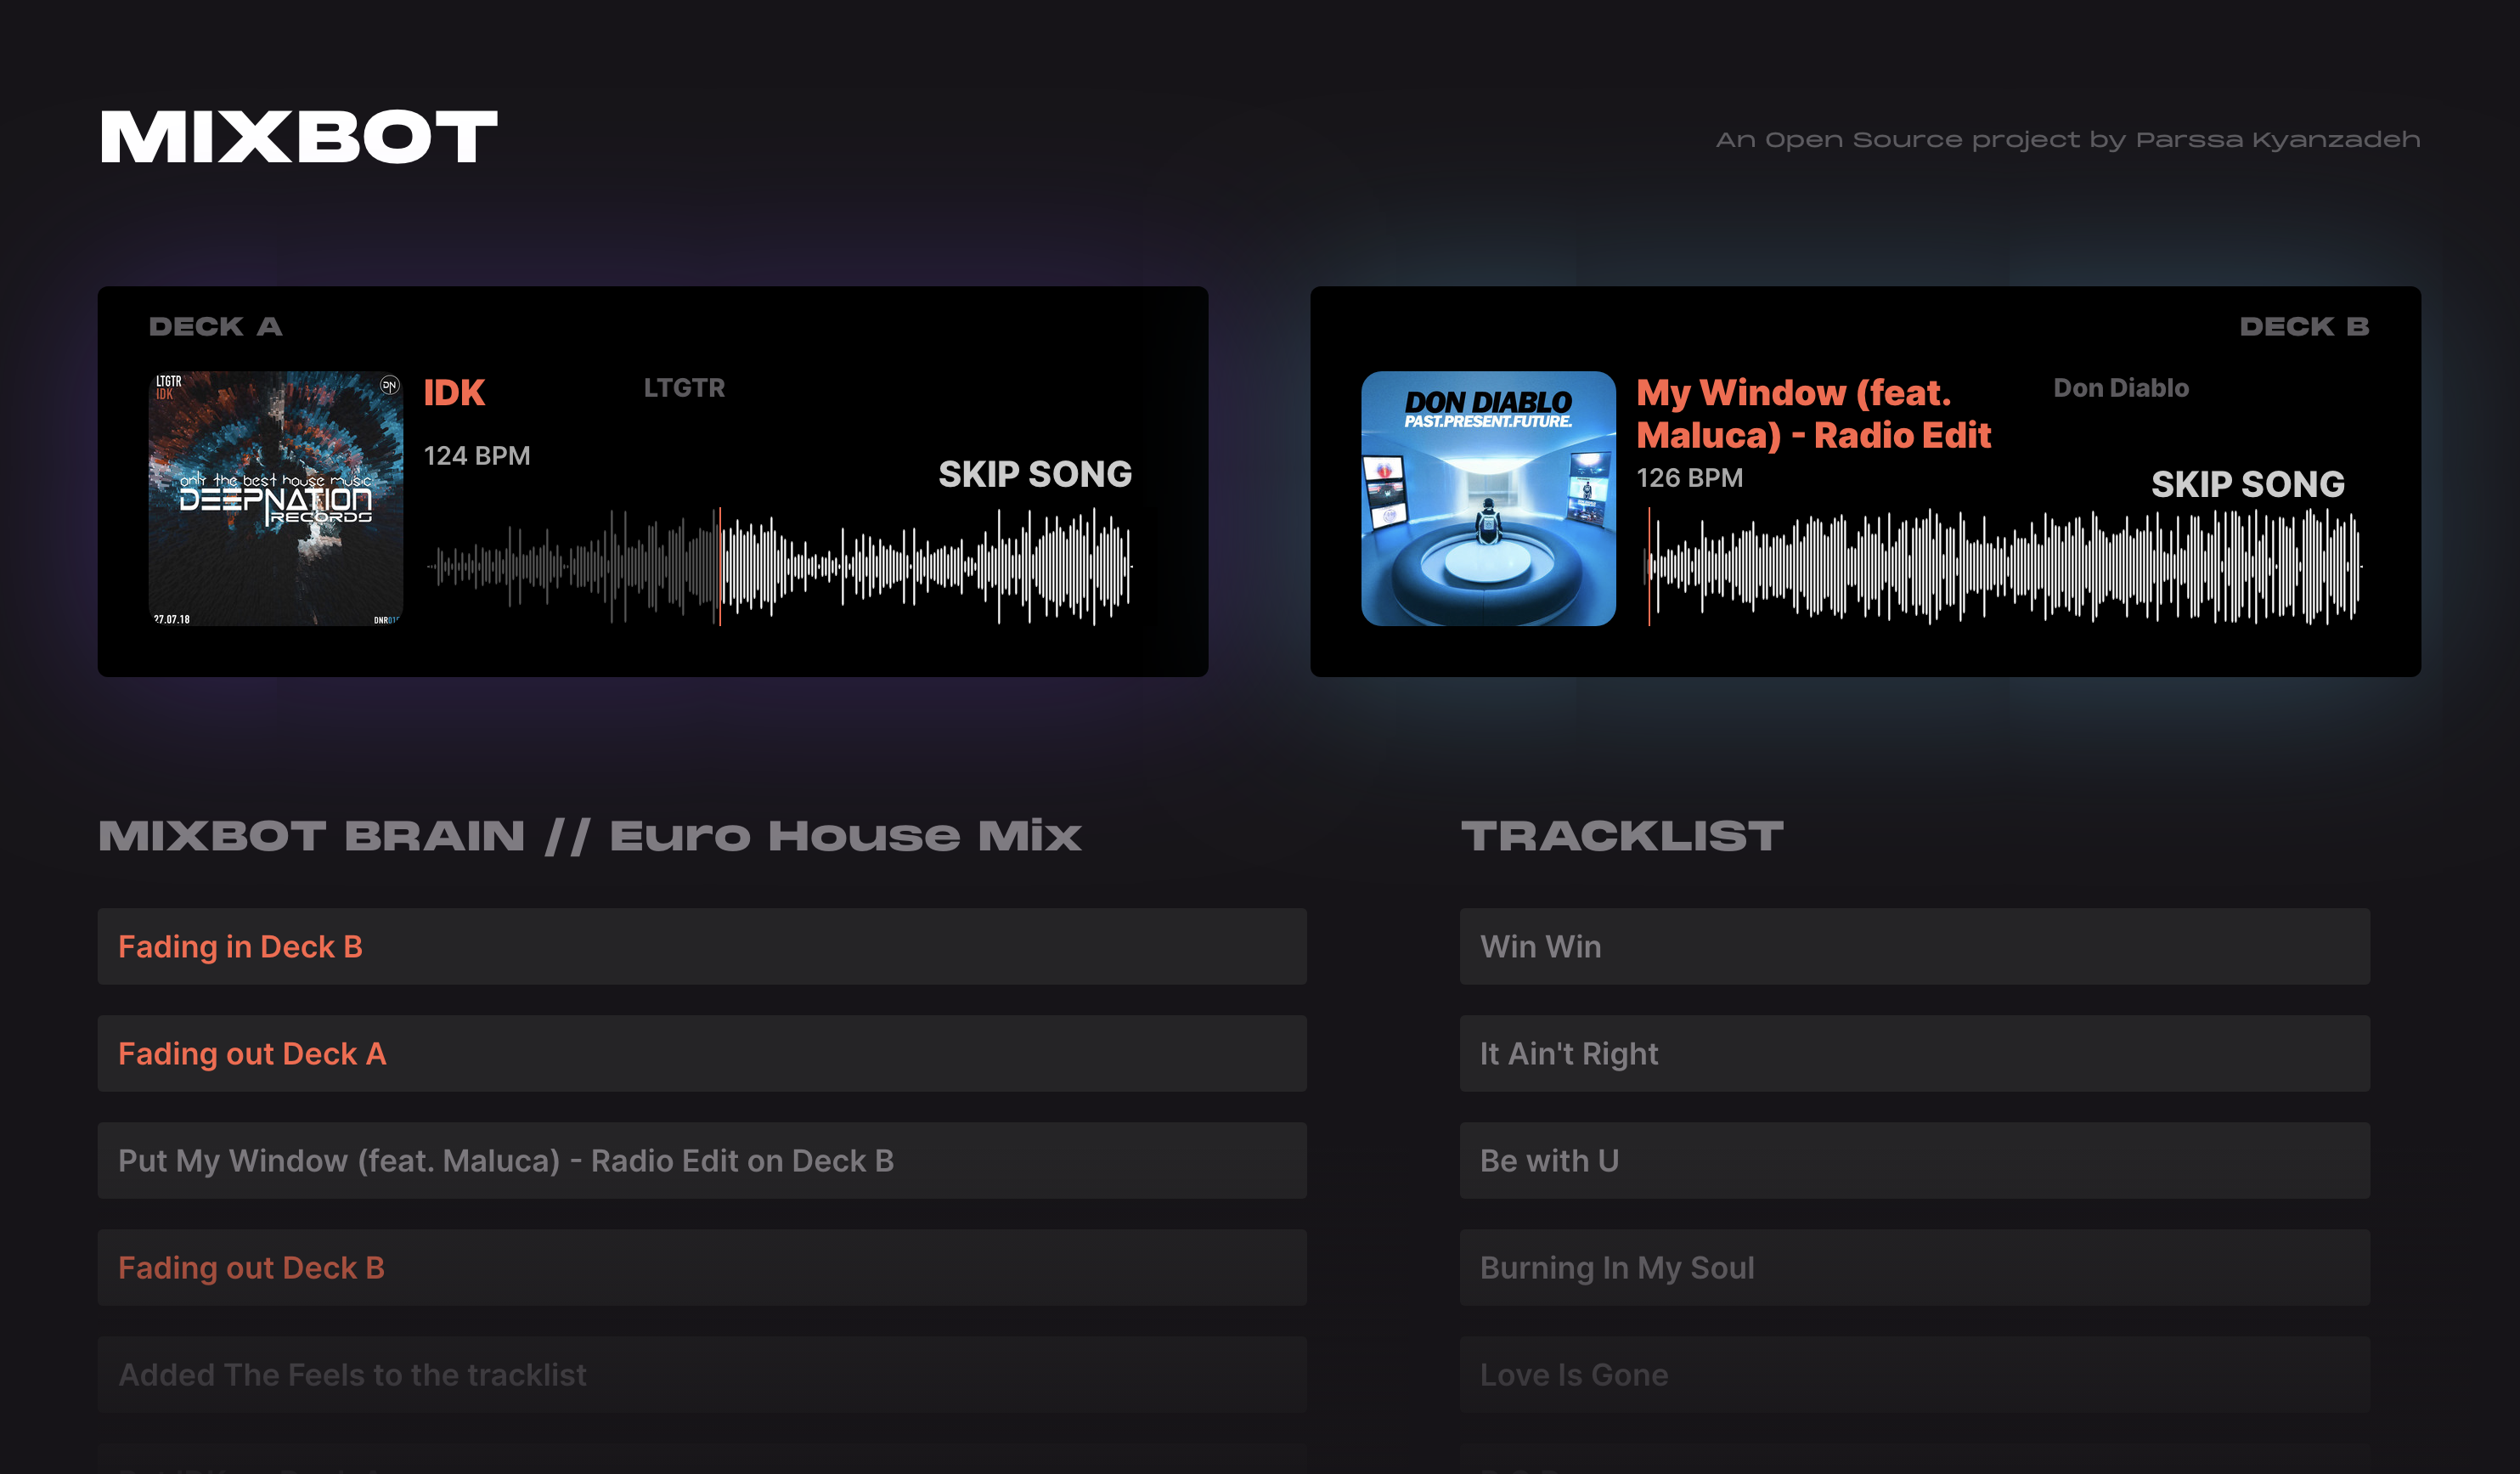 MIXBOT
An Open Source project by Parssa Kyanzadeh
DECK A
LTGTR
IDK
DN
only the best house music
DEEPNATION
RECORDS
27.07.18
IDK
LTGTR
124 BPM
SKIP SONG
DECK B
DON DIABLO
PAST.PRESENT.FUTURE.
My Window (feat.
Maluca) - Radio Edit
Don Diablo
126 BPM
SKIP SONG
MIXBOT BRAIN // Euro House Mix
Fading in Deck B
Fading out Deck A
Put My Window (feat. Maluca) - Radio Edit on Deck B
Fading out Deck B
Added The Feels to the tracklist
TRACKLIST
Win Win
It Ain't Right
Be with U
Burning In My Soul
Love Is Gone